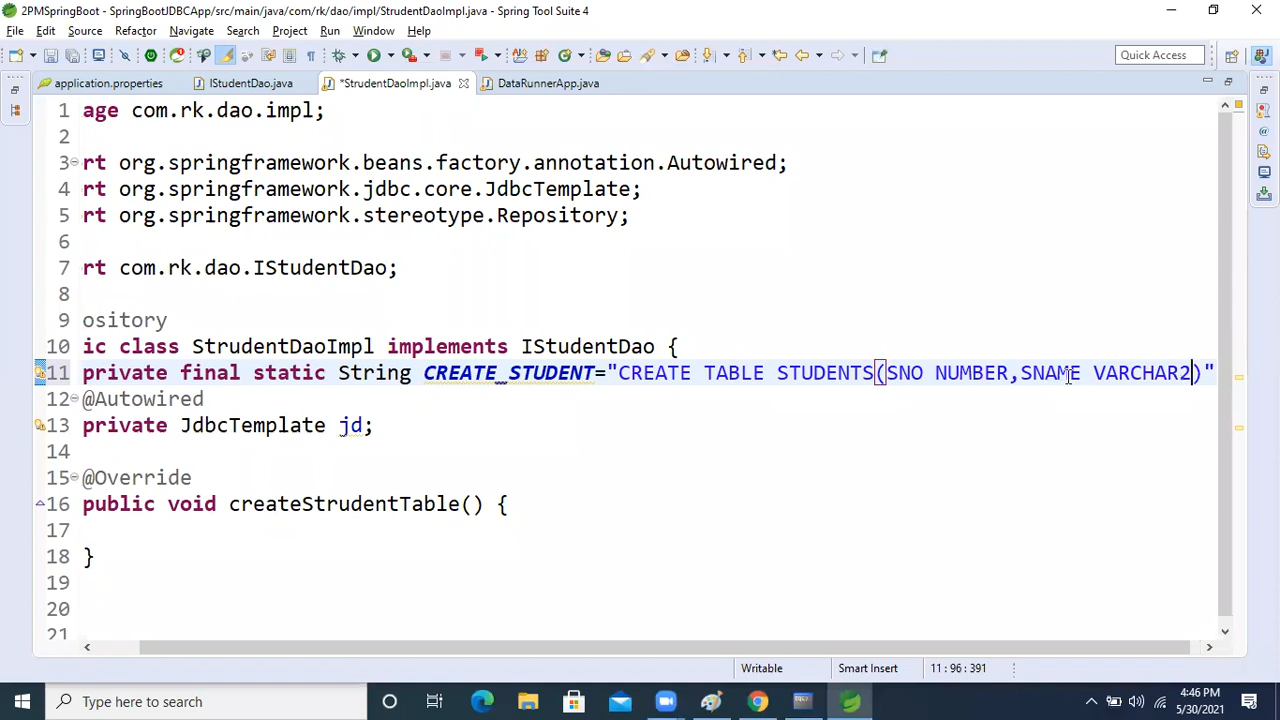 2PMSpringBoot - SpringBootJDBCApp/src/main/java/com/rk/dao/impl/StrudentDaoImpl.java - Spring Tool Suite 4
File Edit Source Refactor Navigate Search Project Run Window Help
Quick Access
application.properties IStudentDao.java *StrudentDaoImpl.java DataRunnerApp.java
1 age com.rk.dao.impl;
2
3 rt org.springframework.beans.factory.annotation.Autowired;
4 rt org.springframework.jdbc.core.JdbcTemplate;
5 rt org.springframework.stereotype.Repository;
6
7 rt com.rk.dao.IStudentDao;
8
9 ository
10 ic class StrudentDaoImpl implements IStudentDao {
11 private final static String CREATE_STUDENT="CREATE TABLE STUDENTS(SNO NUMBER,SNAME VARCHAR2)"
12 @Autowired
13 private JdbcTemplate jd;
14
15 @Override
16 public void createStrudentTable() {
17
18 }
19
20
21
Writable Smart Insert 11 : 96 : 391
Type here to search
4:46 PM
5/30/2021